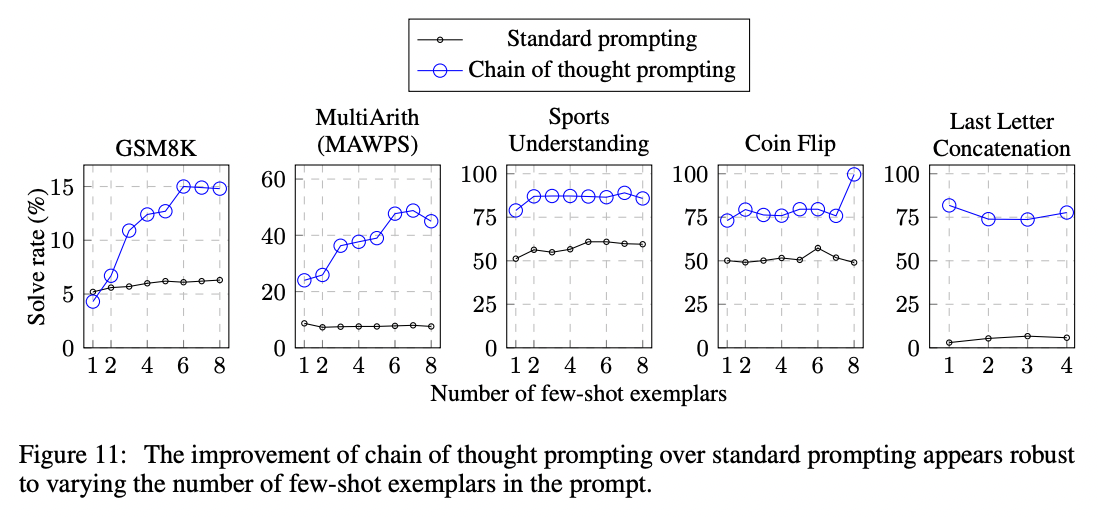 Standard prompting
Chain of thought prompting
GSM8K
MultiArith
(MAWPS)
Sports
Understanding
Coin Flip
Last Letter
Concatenation
Solve rate (%)
15
10
5
0
1 2 4 6 8
60
40
20
0
1 2 4 6 8
100
75
50
25
0
1 2 4 6 8
100
75
50
25
0
1 2 4 6 8
100
75
50
25
0
1 2 3 4
Number of few-shot exemplars
Figure 11: The improvement of chain of thought prompting over standard prompting appears robust
to varying the number of few-shot exemplars in the prompt.